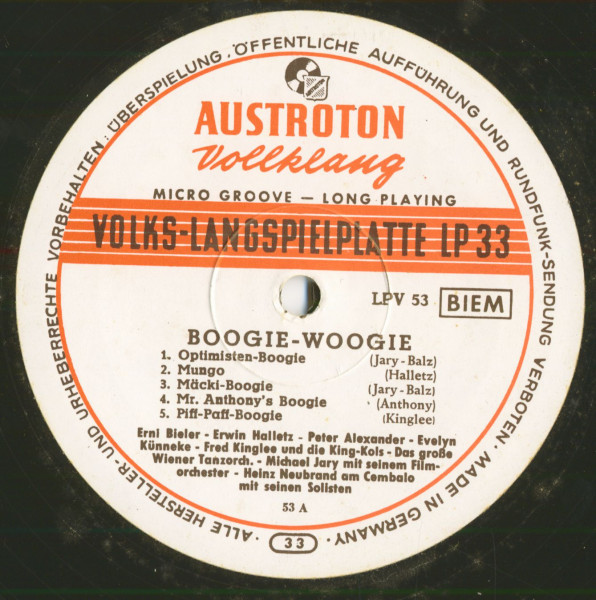 ALLE HERSTELLER- UND URHEBERRECHTE VORBEHALTEN · ÜBERSPIELUNG, ÖFFENTLICHE AUFFÜHRUNG UND RUNDFUNK-SENDUNG VERBOTEN · MADE IN GERMANY ·
AUSTROTON
Vollklang
MICRO GROOVE — LONG PLAYING
VOLKS-LANGSPIELPLATTE LP 33
LPV 53 BIEM
BOOGIE-WOOGIE
1. Optimisten-Boogie (Jary-Balz)
2. Mungo (Halletz)
3. Mäcki-Boogie (Jary-Balz)
4. Mr. Anthony's Boogie (Anthony)
5. Piff-Paff-Boogie (Kinglee)
Erni Bieler - Erwin Halletz - Peter Alexander - Evelyn
Künneke - Fred Kinglee und die King-Kols - Das große
Wiener Tanzorch. - Michael Jary mit seinem Film-
orchester - Heinz Neubrand am Cembalo
mit seinen Solisten
53 A
33